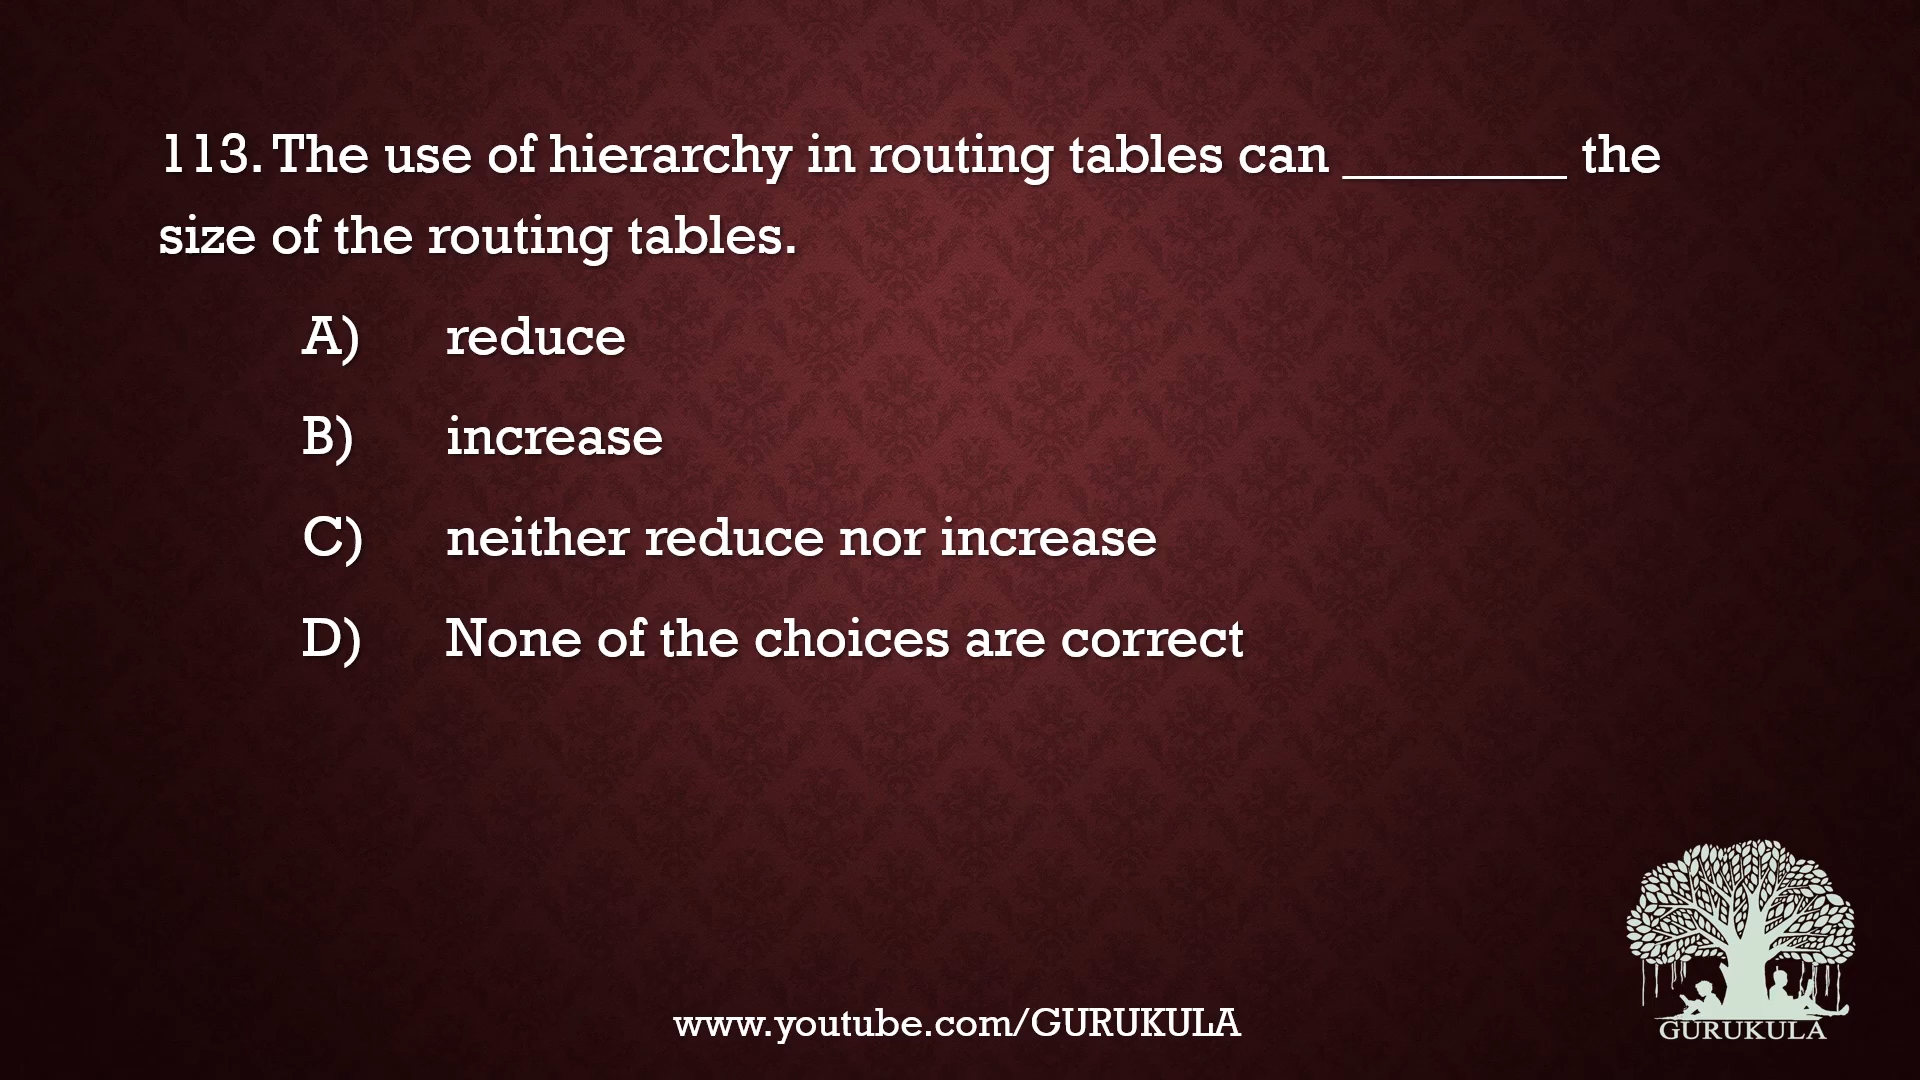 113. The use of hierarchy in routing tables can ________ the
size of the routing tables.
A) reduce
B) increase
C) neither reduce nor increase
D) None of the choices are correct
www.youtube.com/GURUKULA
GURUKULA